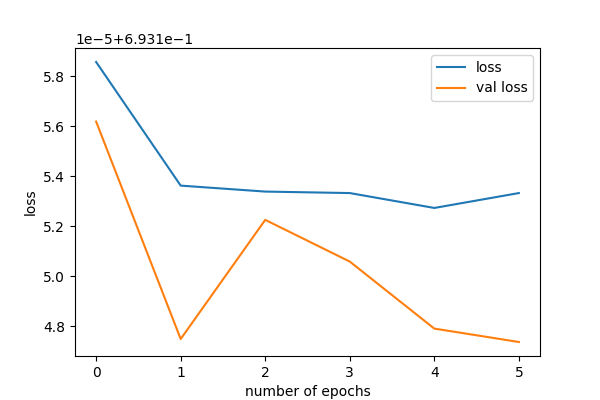 1e−5+6.931e−1
loss
val loss
5.8
5.6
5.4
5.2
5.0
4.8
loss
0 1 2 3 4 5
number of epochs